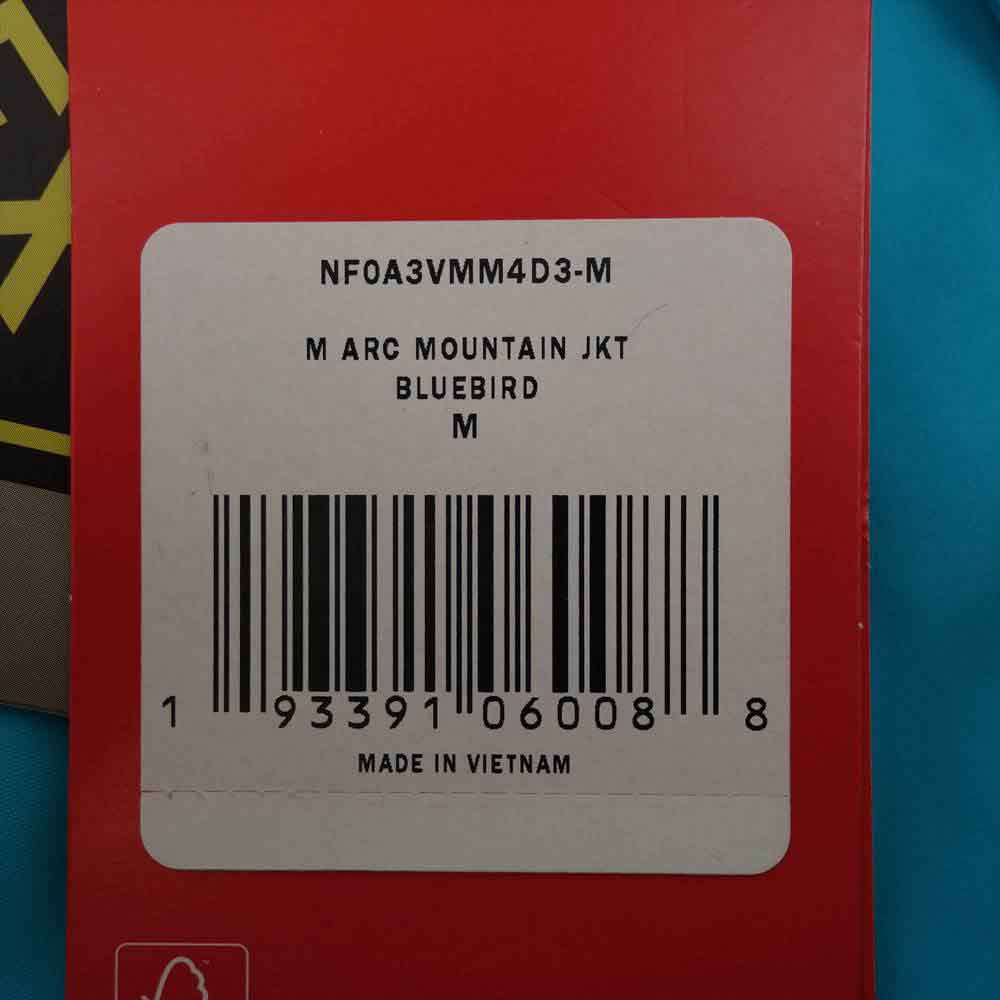 NF0A3VMM4D3-M
M ARC MOUNTAIN JKT
BLUEBIRD
M
1 93391 06008 8
MADE IN VIETNAM